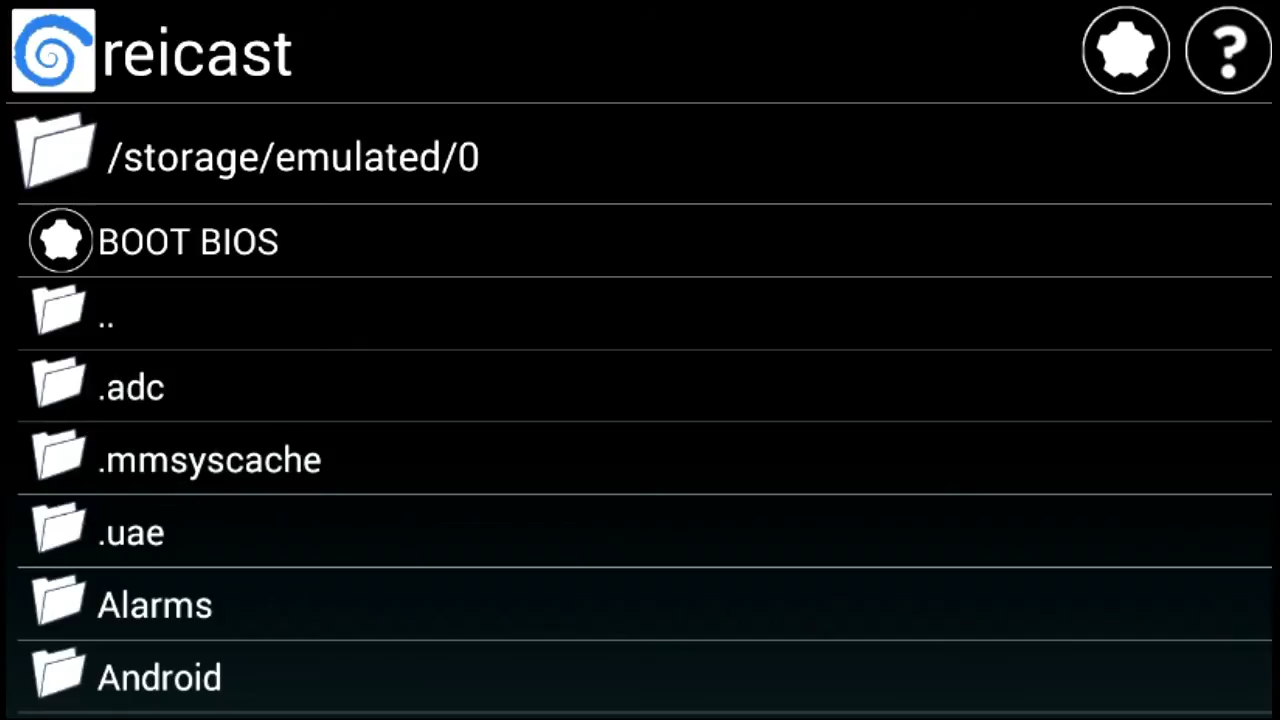 reicast
?
/storage/emulated/0
BOOT BIOS
..
.adc
.mmsyscache
.uae
Alarms
Android